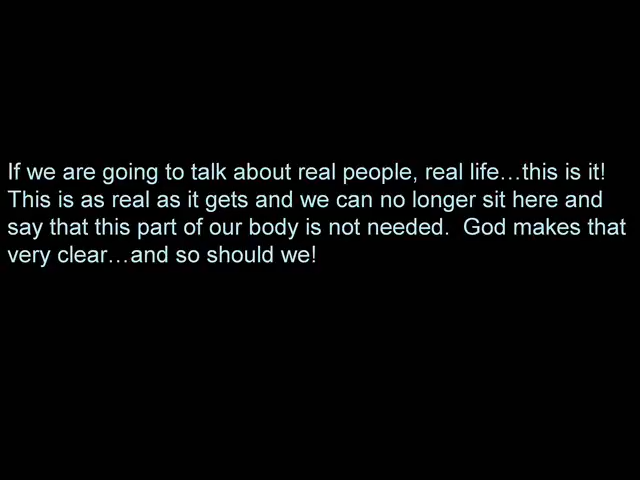 If we are going to talk about real people, real life…this is it!
This is as real as it gets and we can no longer sit here and
say that this part of our body is not needed.  God makes that
very clear…and so should we!